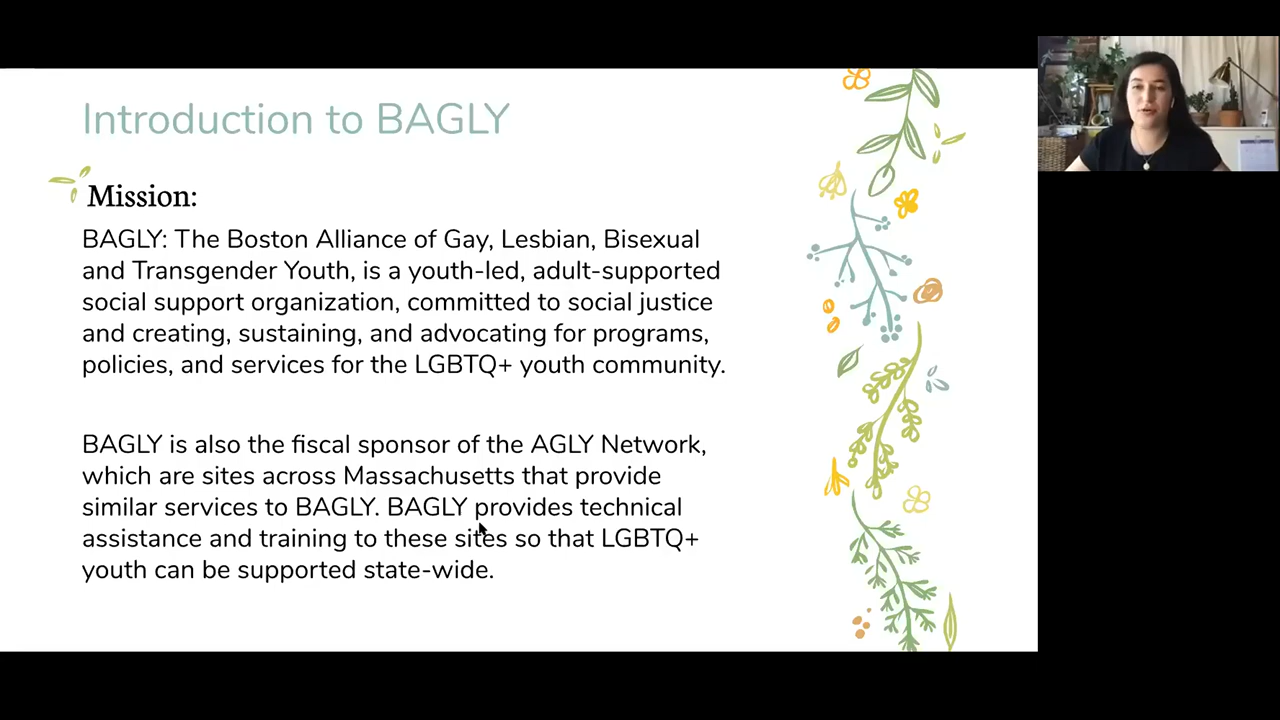 Introduction to BAGLY
Mission:
BAGLY: The Boston Alliance of Gay, Lesbian, Bisexual
and Transgender Youth, is a youth-led, adult-supported
social support organization, committed to social justice
and creating, sustaining, and advocating for programs,
policies, and services for the LGBTQ+ youth community.
BAGLY is also the fiscal sponsor of the AGLY Network,
which are sites across Massachusetts that provide
similar services to BAGLY. BAGLY provides technical
assistance and training to these sites so that LGBTQ+
youth can be supported state-wide.